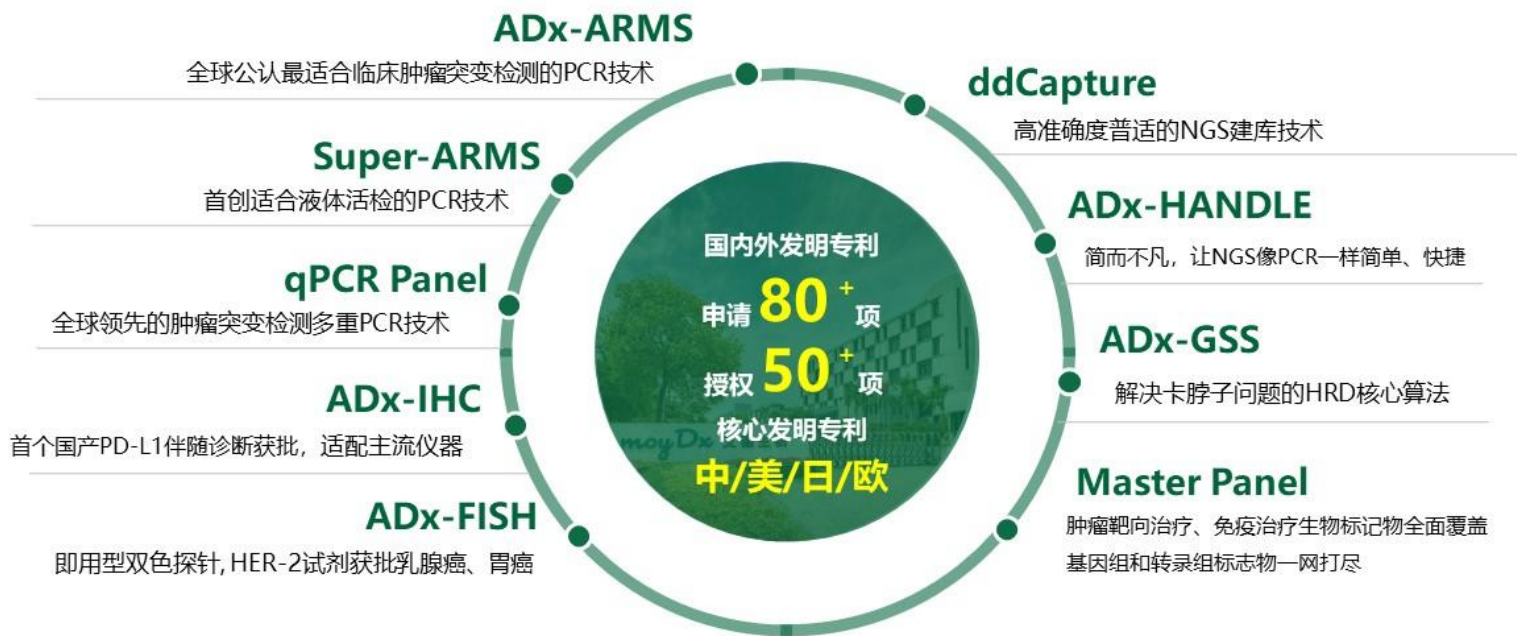 ADx-ARMS
全球公认最适合临床肿瘤突变检测的PCR技术
Super-ARMS
首创适合液体活检的PCR技术
qPCR Panel
全球领先的肿瘤突变检测多重PCR技术
ADx-IHC
首个国产PD-L1伴随诊断获批，适配主流仪器
ADx-FISH
即用型双色探针, HER-2试剂获批乳腺癌、胃癌
国内外发明专利
申请 80+ 项
授权 50+ 项
核心发明专利
中/美/日/欧
moyDx
ddCapture
高准确度普适的NGS建库技术
ADx-HANDLE
简而不凡，让NGS像PCR一样简单、快捷
ADx-GSS
解决卡脖子问题的HRD核心算法
Master Panel
肿瘤靶向治疗、免疫治疗生物标记物全面覆盖
基因组和转录组标志物一网打尽